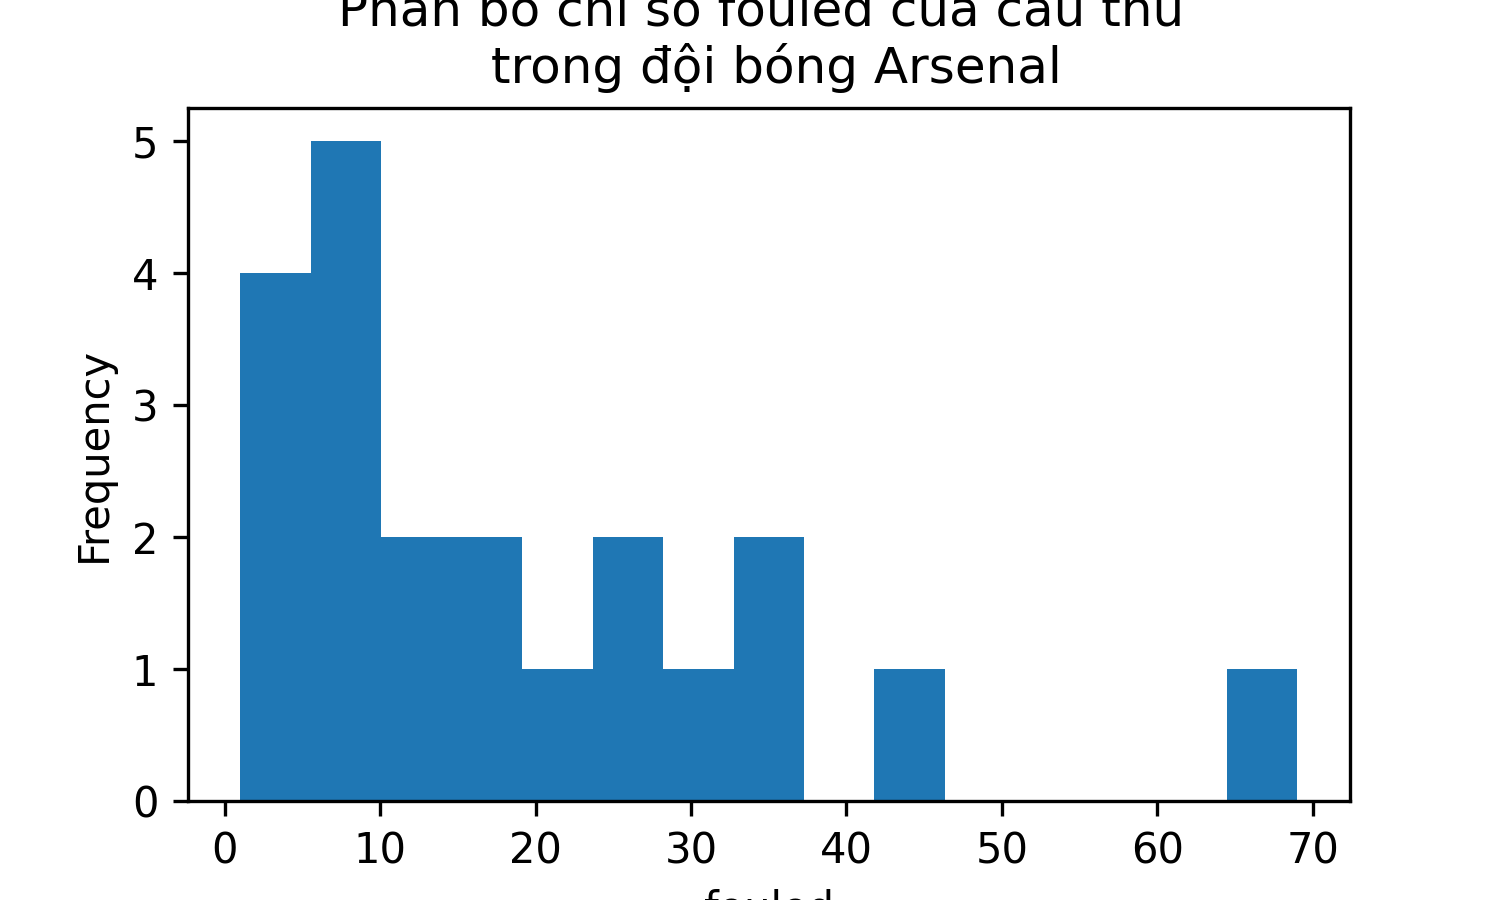 Phân bố chỉ số fouled của cầu thủ
trong đội bóng Arsenal
5
4
3
2
1
0
Frequency
0 10 20 30 40 50 60 70
fouled